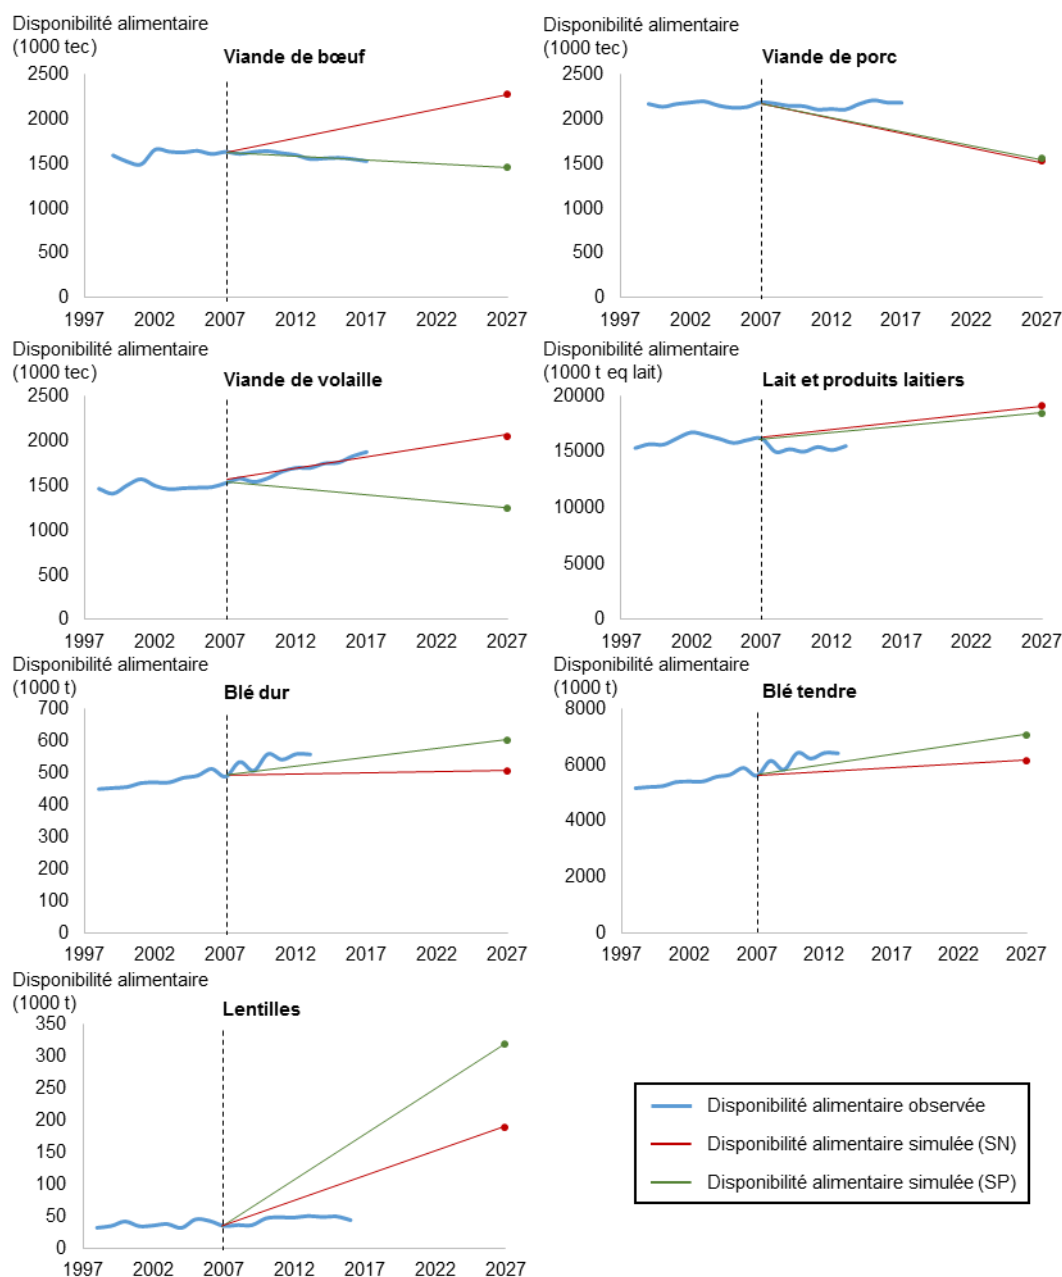 Disponibilité alimentaire
(1000 tec)
Viande de bœuf
2500
2000
1500
1000
500
0
1997 2002 2007 2012 2017 2022 2027
Disponibilité alimentaire
(1000 tec)
Viande de porc
2500
2000
1500
1000
500
0
1997 2002 2007 2012 2017 2022 2027
Disponibilité alimentaire
(1000 tec)
Viande de volaille
2500
2000
1500
1000
500
0
1997 2002 2007 2012 2017 2022 2027
Disponibilité alimentaire
(1000 t eq lait)
Lait et produits laitiers
20000
15000
10000
5000
0
1997 2002 2007 2012 2017 2022 2027
Disponibilité alimentaire
(1000 t)
Blé dur
700
600
500
400
300
200
100
0
1997 2002 2007 2012 2017 2022 2027
Disponibilité alimentaire
(1000 t)
Blé tendre
8000
6000
4000
2000
0
1997 2002 2007 2012 2017 2022 2027
Disponibilité alimentaire
(1000 t)
Lentilles
350
300
250
200
150
100
50
0
1997 2002 2007 2012 2017 2022 2027
Disponibilité alimentaire observée
Disponibilité alimentaire simulée (SN)
Disponibilité alimentaire simulée (SP)